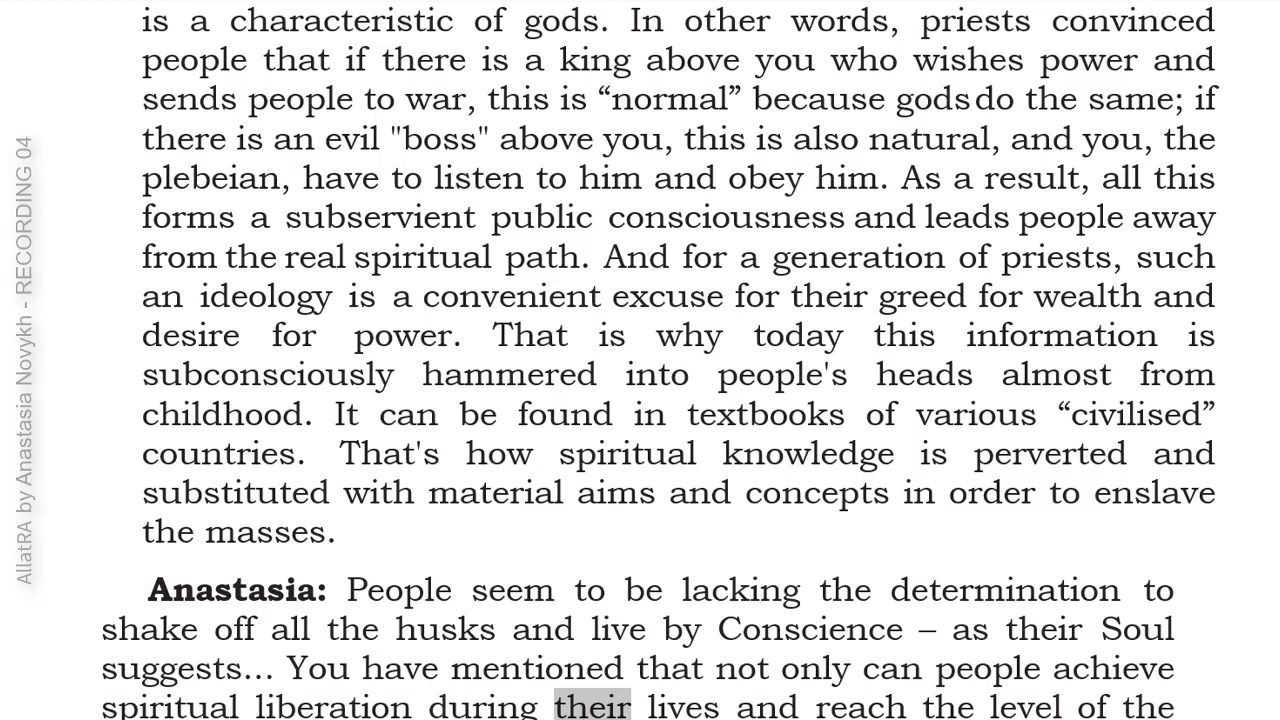 is a characteristic of gods. In other words, priests convinced
people that if there is a king above you who wishes power and
sends people to war, this is “normal” because gods do the same; if
there is an evil "boss" above you, this is also natural, and you, the
plebeian, have to listen to him and obey him. As a result, all this
forms a subservient public consciousness and leads people away
from the real spiritual path. And for a generation of priests, such
an ideology is a convenient excuse for their greed for wealth and
desire for power. That is why today this information is
subconsciously hammered into people's heads almost from
childhood. It can be found in textbooks of various “civilised”
countries. That's how spiritual knowledge is perverted and
substituted with material aims and concepts in order to enslave
the masses.
Anastasia: People seem to be lacking the determination to
shake off all the husks and live by Conscience – as their Soul
suggests... You have mentioned that not only can people achieve
spiritual liberation during their lives and reach the level of the
AllatRA by Anastasia Novykh - RECORDING 04